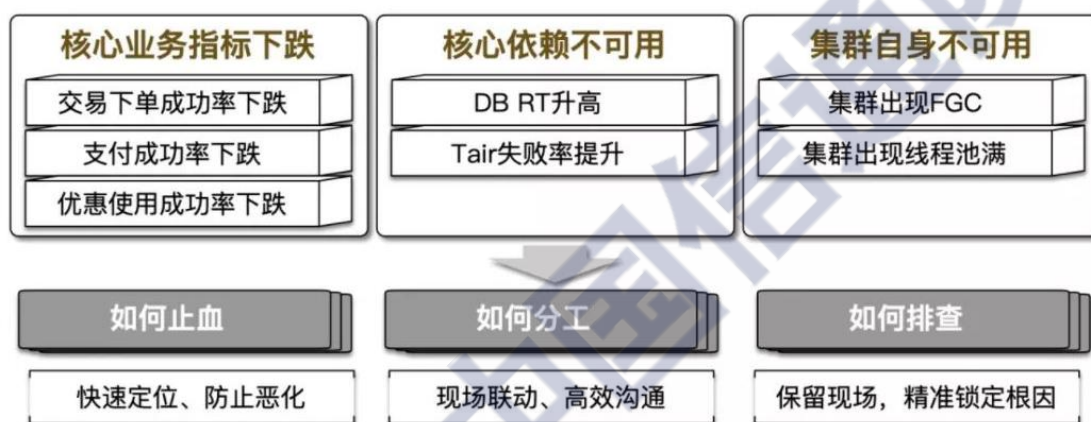 核心业务指标下跌
交易下单成功率下跌
支付成功率下跌
优惠使用成功率下跌
核心依赖不可用
DB RT升高
Tair失败率提升
集群自身不可用
集群出现FGC
集群出现线程池满
如何止血
如何分工
如何排查
快速定位、防止恶化
现场联动、高效沟通
保留现场，精准锁定根因
中国信通院